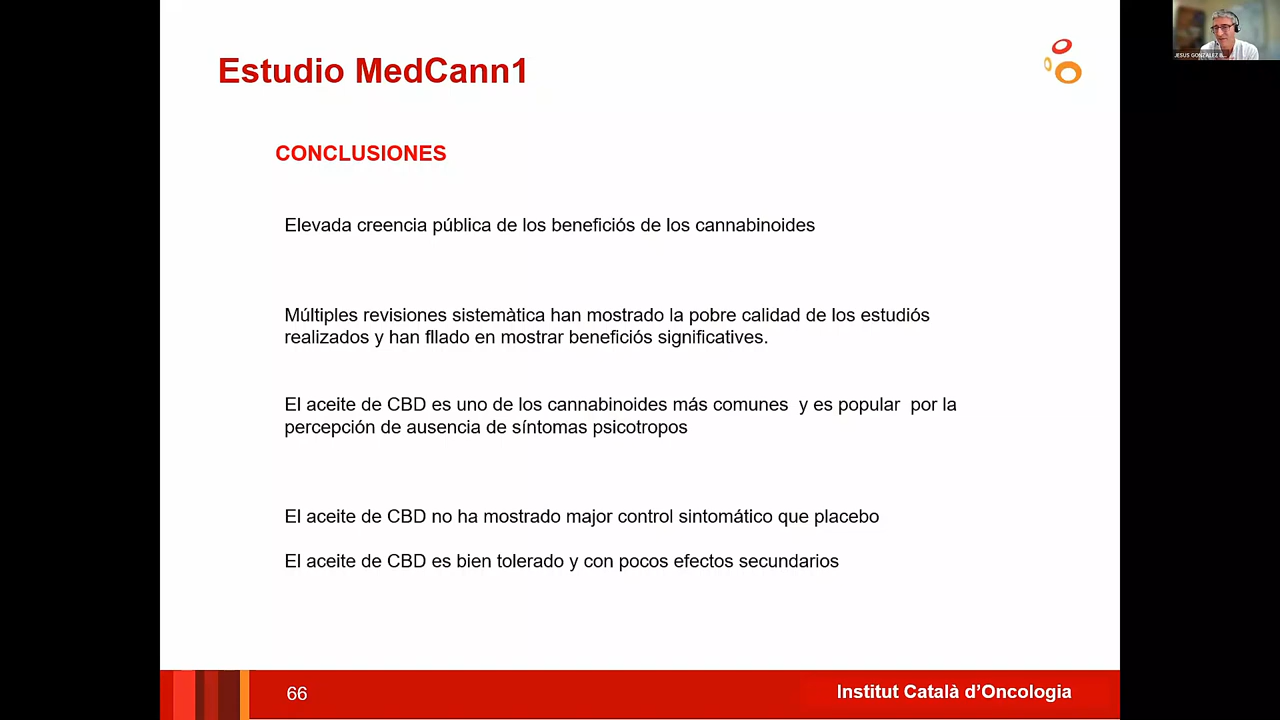 Estudio MedCann1
JESUS GONZALEZ
CONCLUSIONES
Elevada creencia pública de los beneficiós de los cannabinoides
Múltiples revisiones sistemàtica han mostrado la pobre calidad de los estudiós
realizados y han fllado en mostrar beneficiós significatives.
El aceite de CBD es uno de los cannabinoides más comunes y es popular por la
percepción de ausencia de síntomas psicotropos
El aceite de CBD no ha mostrado major control sintomático que placebo
El aceite de CBD es bien tolerado y con pocos efectos secundarios
66
Institut Català d’Oncologia